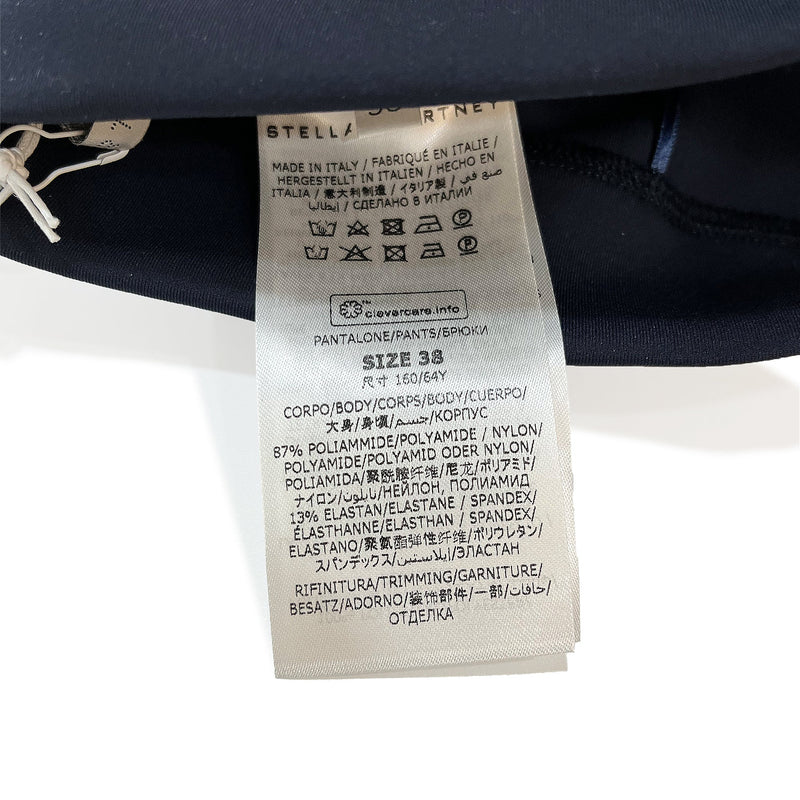 STELLA RTNEY
MADE IN ITALY / FABRIQUÉ EN ITALIE /
HERGESTELLT IN ITALIEN / HECHO EN
ITALIA / 意大利制造 / イタリア製 / صنع في
إيطاليا / СДЕЛАНО В ИТАЛИИ
™
clevercare.info
PANTALONE/PANTS/БРЮКИ
SIZE 38
尺寸 160/64Y
CORPO/BODY/CORPS/BODY/CUERPO/
大身/身頃/جسم/КОРПУС
87% POLIAMMIDE/POLYAMIDE / NYLON/
POLYAMIDE/POLYAMID ODER NYLON/
POLIAMIDA/聚酰胺纤维/尼龙/ポリアミド/
ナイロン/نايلون/НЕЙЛОН, ПОЛИАМИД
13% ELASTAN/ELASTANE / SPANDEX/
ÉLASTHANNE/ELASTHAN / SPANDEX/
ELASTANO/聚氨酯弹性纤维/ポリウレタン/
スパンデックス/إيلاستين/ЭЛАСТАН
RIFINITURA/TRIMMING/GARNITURE/
BESATZ/ADORNO/装饰部件/一部/حافات/
ОТДЕЛКА